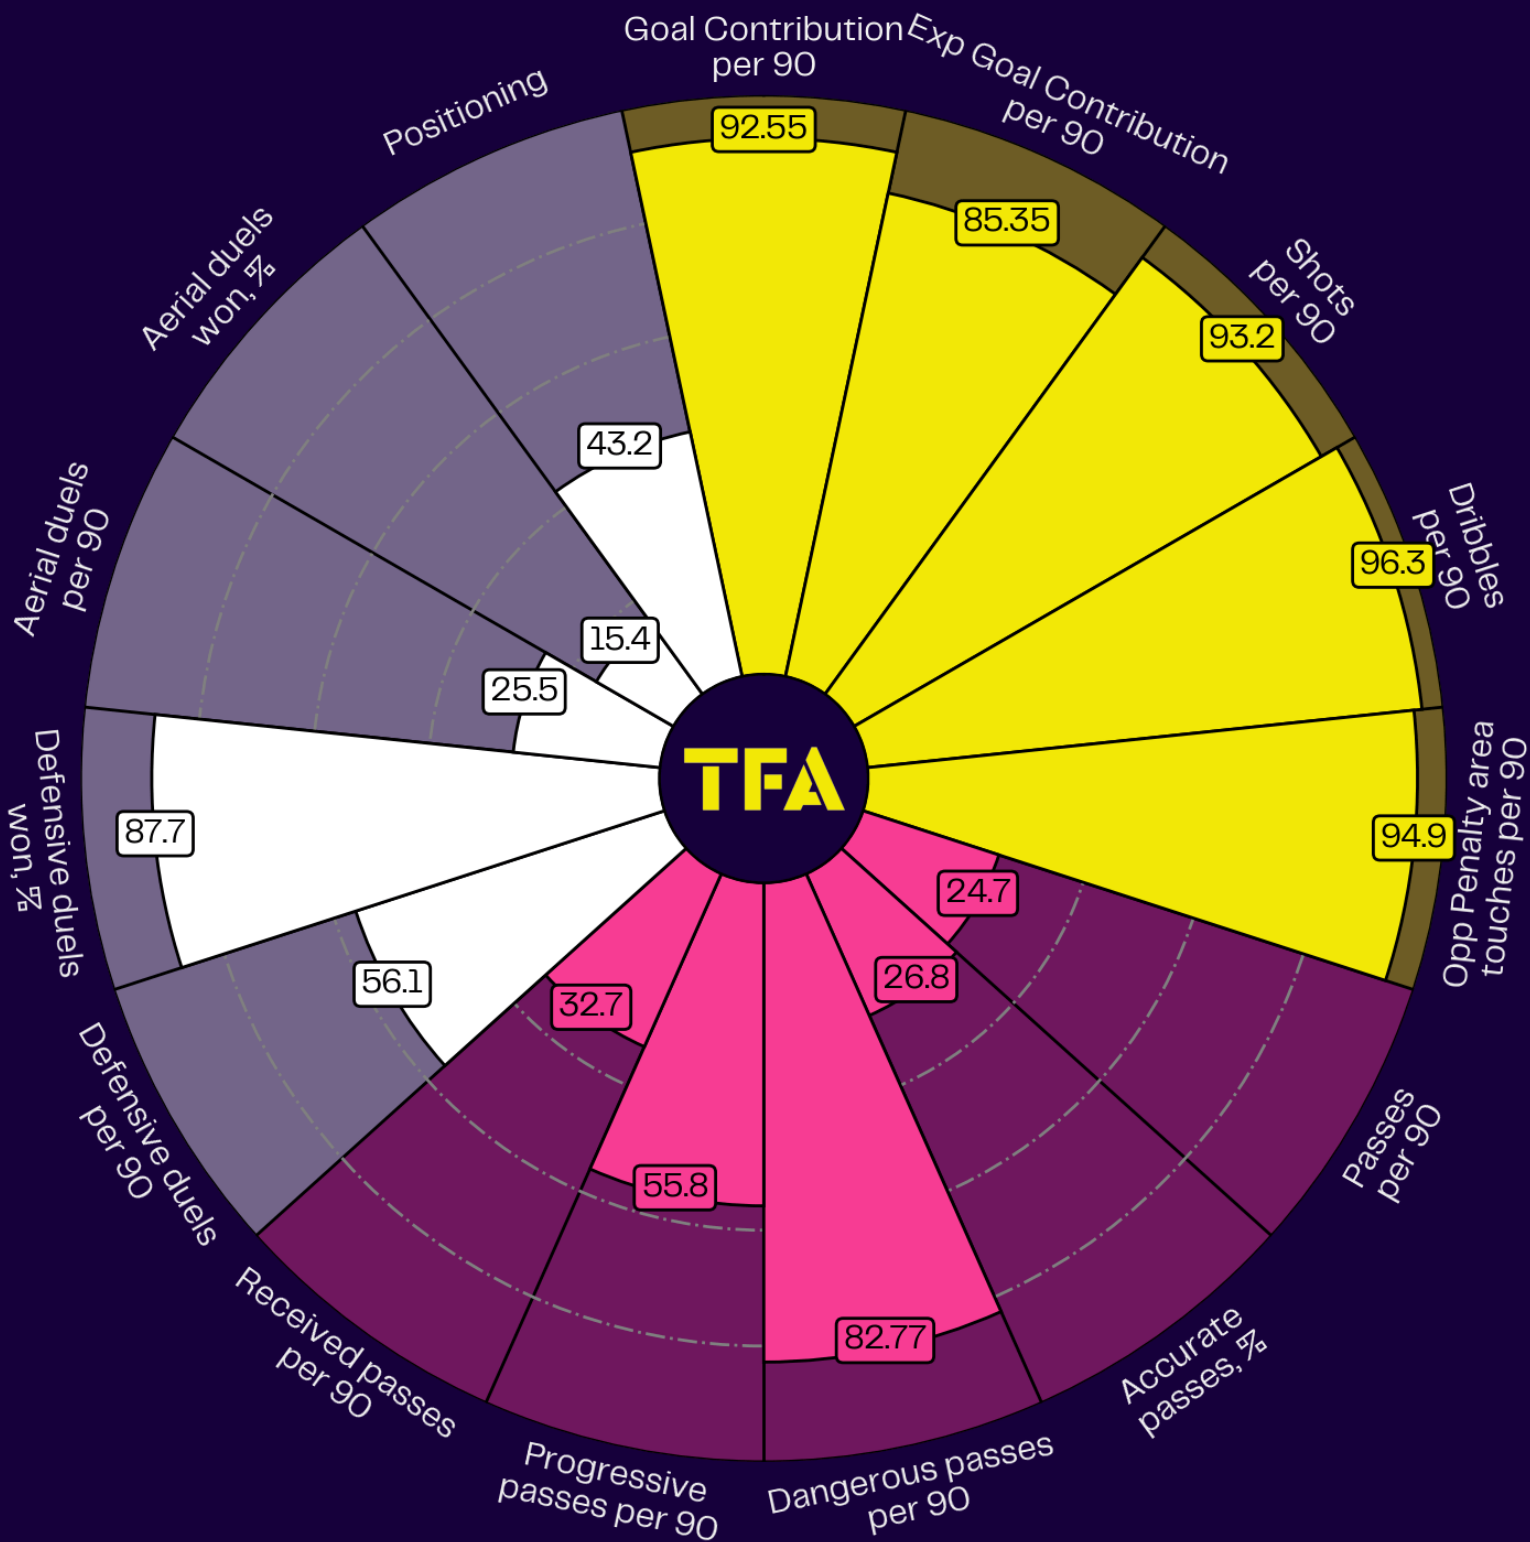 Goal Contribution
per 90
92.55
Exp Goal Contribution
per 90
85.35
Shots
per 90
93.2
Dribbles
per 90
96.3
Opp Penalty area
touches per 90
94.9
Passes
per 90
24.7
Accurate
passes, %
26.8
Dangerous passes
per 90
82.77
Progressive
passes per 90
55.8
Received passes
per 90
32.7
Defensive duels
per 90
56.1
Defensive duels
won, %
87.7
Aerial duels
per 90
25.5
Aerial duels
won, %
15.4
Positioning
43.2
TFA